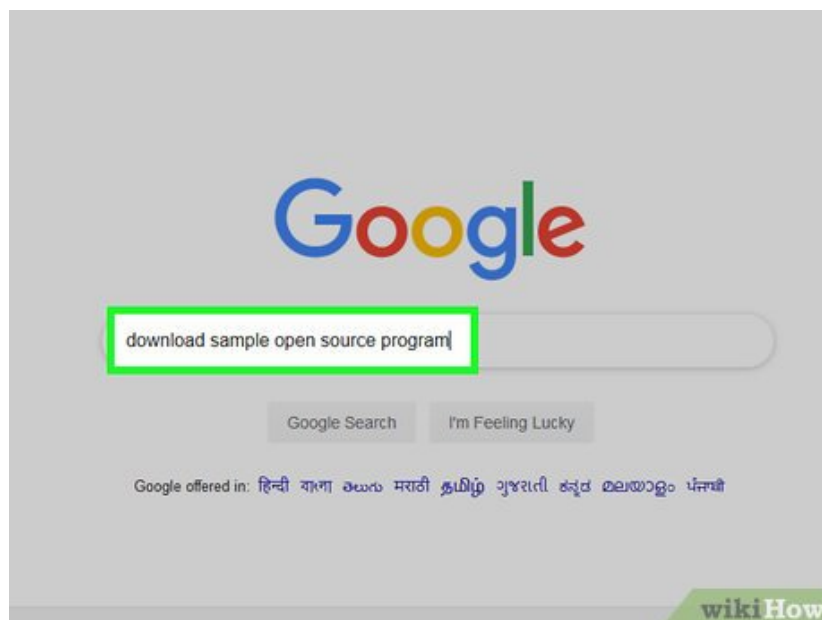 Google
download sample open source program
Google Search
I'm Feeling Lucky
Google offered in: हिन्दी বাংলা తెలుగు मराठी தமிழ் ગુજરાતી ಕನ್ನಡ മലയാളം ਪੰਜਾਬੀ
wikiHow